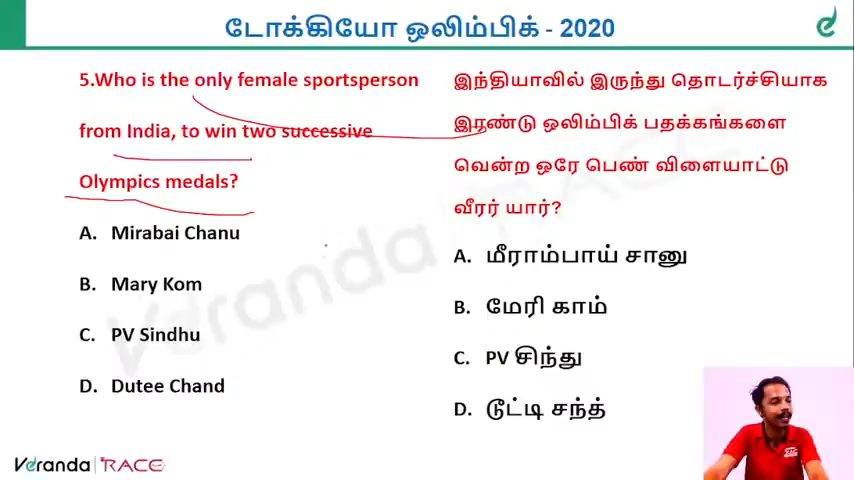 டோக்கியோ ஒலிம்பிக் - 2020
5.Who is the only female sportsperson
from India, to win two successive
Olympics medals?
A. Mirabai Chanu
B. Mary Kom
C. PV Sindhu
D. Dutee Chand
இந்தியாவில் இருந்து தொடர்ச்சியாக
இரண்டு ஒலிம்பிக் பதக்கங்களை
வென்ற ஒரே பெண் விளையாட்டு
வீரர் யார்?
A. மீராம்பாய் சானு
B. மேரி காம்
C. PV சிந்து
D. டூட்டி சந்த்
Veranda RACE
Veranda RACE